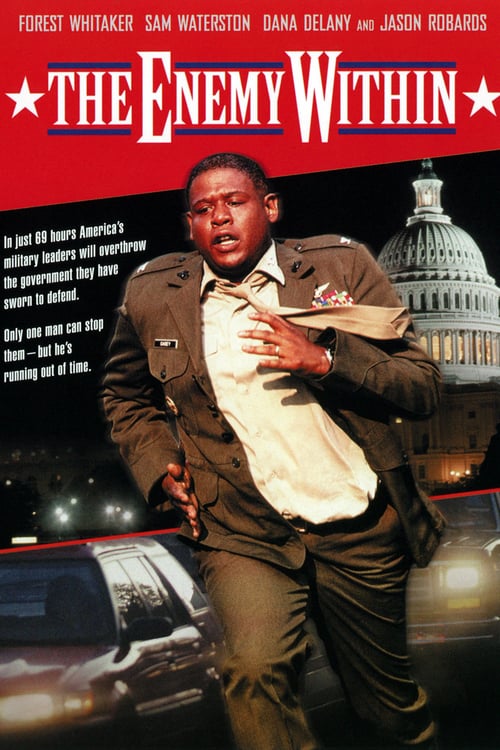 FOREST WHITAKER SAM WATERSTON DANA DELANY AND JASON ROBARDS
THE ENEMY WITHIN
In just 69 hours America's
military leaders will overthrow
the government they have
sworn to defend.
Only one man can stop
them – but he's
running out of time.
CASEY